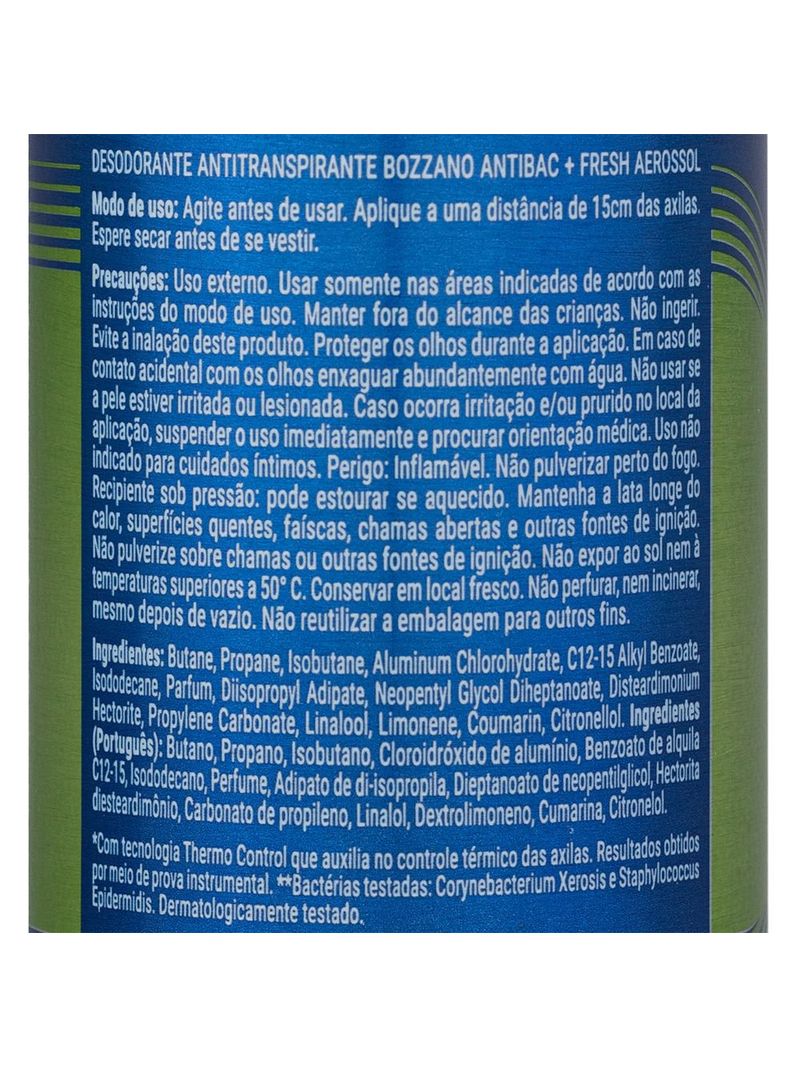 DESODORANTE ANTITRANSPIRANTE BOZZANO ANTIBAC + FRESH AEROSSOL
Modo de uso: Agite antes de usar. Aplique a uma distância de 15cm das axilas.
Espere secar antes de se vestir.
Precauções: Uso externo. Usar somente nas áreas indicadas de acordo com as
instruções do modo de uso. Manter fora do alcance das crianças. Não ingerir.
Evite a inalação deste produto. Proteger os olhos durante a aplicação. Em caso de
contato acidental com os olhos enxaguar abundantemente com água. Não usar se
a pele estiver irritada ou lesionada. Caso ocorra irritação e/ou prurido no local da
aplicação, suspender o uso imediatamente e procurar orientação médica. Uso não
indicado para cuidados íntimos. Perigo: Inflamável. Não pulverizar perto do fogo.
Recipiente sob pressão: pode estourar se aquecido. Mantenha a lata longe do
calor, superfícies quentes, faíscas, chamas abertas e outras fontes de ignição.
Não pulverize sobre chamas ou outras fontes de ignição. Não expor ao sol nem à
temperaturas superiores a 50° C. Conservar em local fresco. Não perfurar, nem incinerar,
mesmo depois de vazio. Não reutilizar a embalagem para outros fins.
Ingredientes: Butane, Propane, Isobutane, Aluminum Chlorohydrate, C12-15 Alkyl Benzoate,
Isododecane, Parfum, Diisopropyl Adipate, Neopentyl Glycol Diheptanoate, Disteardimonium
Hectorite, Propylene Carbonate, Linalool, Limonene, Coumarin, Citronellol. Ingredientes
(Português): Butano, Propano, Isobutano, Cloroidróxido de alumínio, Benzoato de alquila
C12-15, Isododecano, Perfume, Adipato de di-isopropila, Dieptanoato de neopentilglicol, Hectorita
diesteardimônio, Carbonato de propileno, Linalol, Dextrolimoneno, Cumarina, Citronelol.
*Com tecnologia Thermo Control que auxilia no controle térmico das axilas. Resultados obtidos
por meio de prova instrumental. **Bactérias testadas: Corynebacterium Xerosis e Staphylococcus
Epidermidis. Dermatologicamente testado.